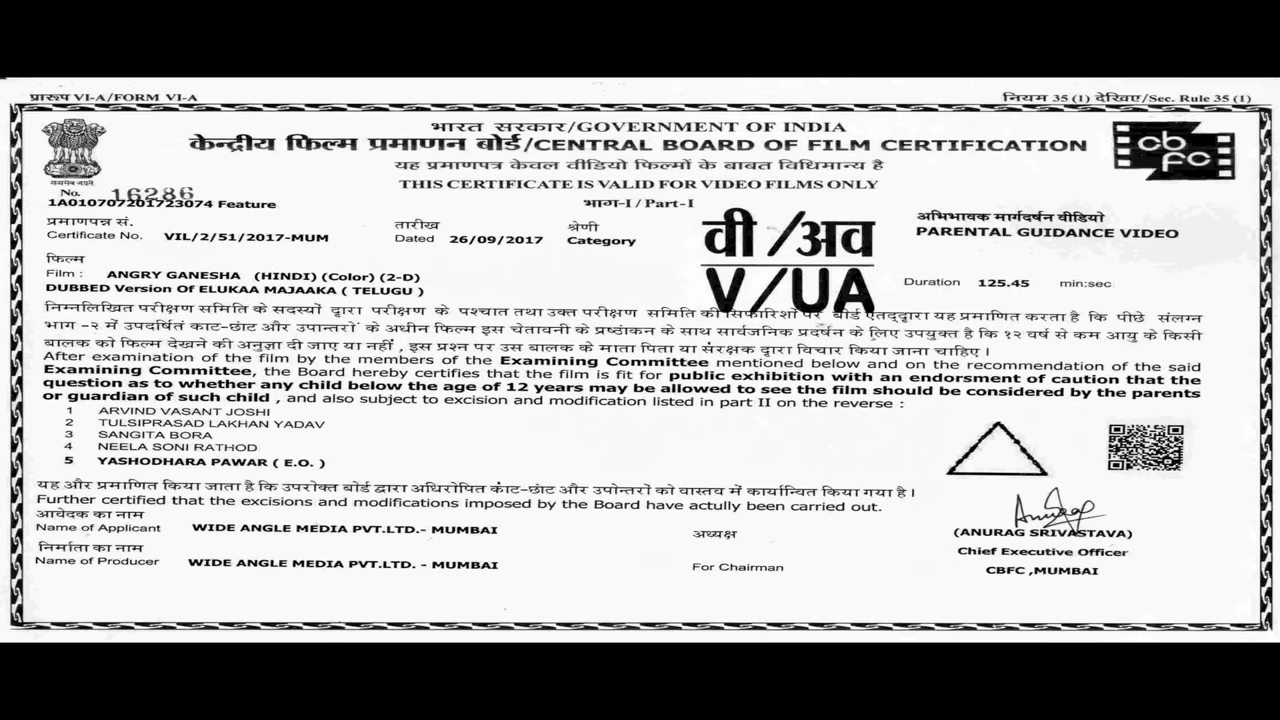 प्रारूप VI-A/FORM VI-A
नियम 35 (1) देखिए/Sec. Rule 35 (1)
भारत सरकार/GOVERNMENT OF INDIA
केन्द्रीय फिल्म प्रमाणन बोर्ड/CENTRAL BOARD OF FILM CERTIFICATION
cb
fc
यह प्रमाणपत्र केवल वीडियो फिल्मों के बाबत विधिमान्य है
THIS CERTIFICATE IS VALID FOR VIDEO FILMS ONLY
सत्यमेव जयते
No. 16286
1A010707201723074 Feature
भाग-I / Part-I
प्रमाणपत्र सं.
Certificate No. VIL/2/51/2017-MUM
तारीख
Dated 26/09/2017
श्रेणी
Category
वी/अव
V/UA
अभिभावक मार्गदर्शन वीडियो
PARENTAL GUIDANCE VIDEO
फिल्म
Film : ANGRY GANESHA (HINDI) (Color) (2-D)
DUBBED Version Of ELUKAA MAJAAKA ( TELUGU )
Duration 125.45 min:sec
निम्नलिखित परीक्षण समिति के सदस्यों द्वारा परीक्षण के पश्चात तथा उक्त परीक्षण समिति की सिफारिशों पर बोर्ड एतद्द्वारा यह प्रमाणित करता है कि पीछे संलग्न
भाग -२ में उपदर्षित काट-छाँट और उपान्तरों के अधीन फिल्म इस चेतावनी के प्रष्ठांकन के साथ सार्वजनिक प्रदर्षन के लिए उपयुक्त है कि १२ वर्ष से कम आयु के किसी
बालक को फिल्म देखने की अनुज्ञा दी जाए या नहीं , इस प्रश्न पर उस बालक के माता पिता या संरक्षक द्वारा विचार किया जाना चाहिए ।
After examination of the film by the members of the Examining Committee mentioned below and on the recommendation of the said
Examining Committee, the Board hereby certifies that the film is fit for public exhibition with an endorsment of caution that the
question as to whether any child below the age of 12 years may be allowed to see the film should be considered by the parents
or guardian of such child , and also subject to excision and modification listed in part II on the reverse :
1 ARVIND VASANT JOSHI
2 TULSIPRASAD LAKHAN YADAV
3 SANGITA BORA
4 NEELA SONI RATHOD
5 YASHODHARA PAWAR ( E.O. )
यह और प्रमाणित किया जाता है कि उपरोक्त बोर्ड द्वारा अधिरोपित कांट-छांट और उपोन्तरों को वास्तव में कार्यान्वित किया गया है ।
Further certified that the excisions and modifications imposed by the Board have actully been carried out.
आवेदक का नाम
Name of Applicant WIDE ANGLE MEDIA PVT.LTD.- MUMBAI
निर्माता का नाम
Name of Producer WIDE ANGLE MEDIA PVT.LTD. - MUMBAI
अध्यक्ष
For Chairman
(ANURAG SRIVASTAVA)
Chief Executive Officer
CBFC ,MUMBAI